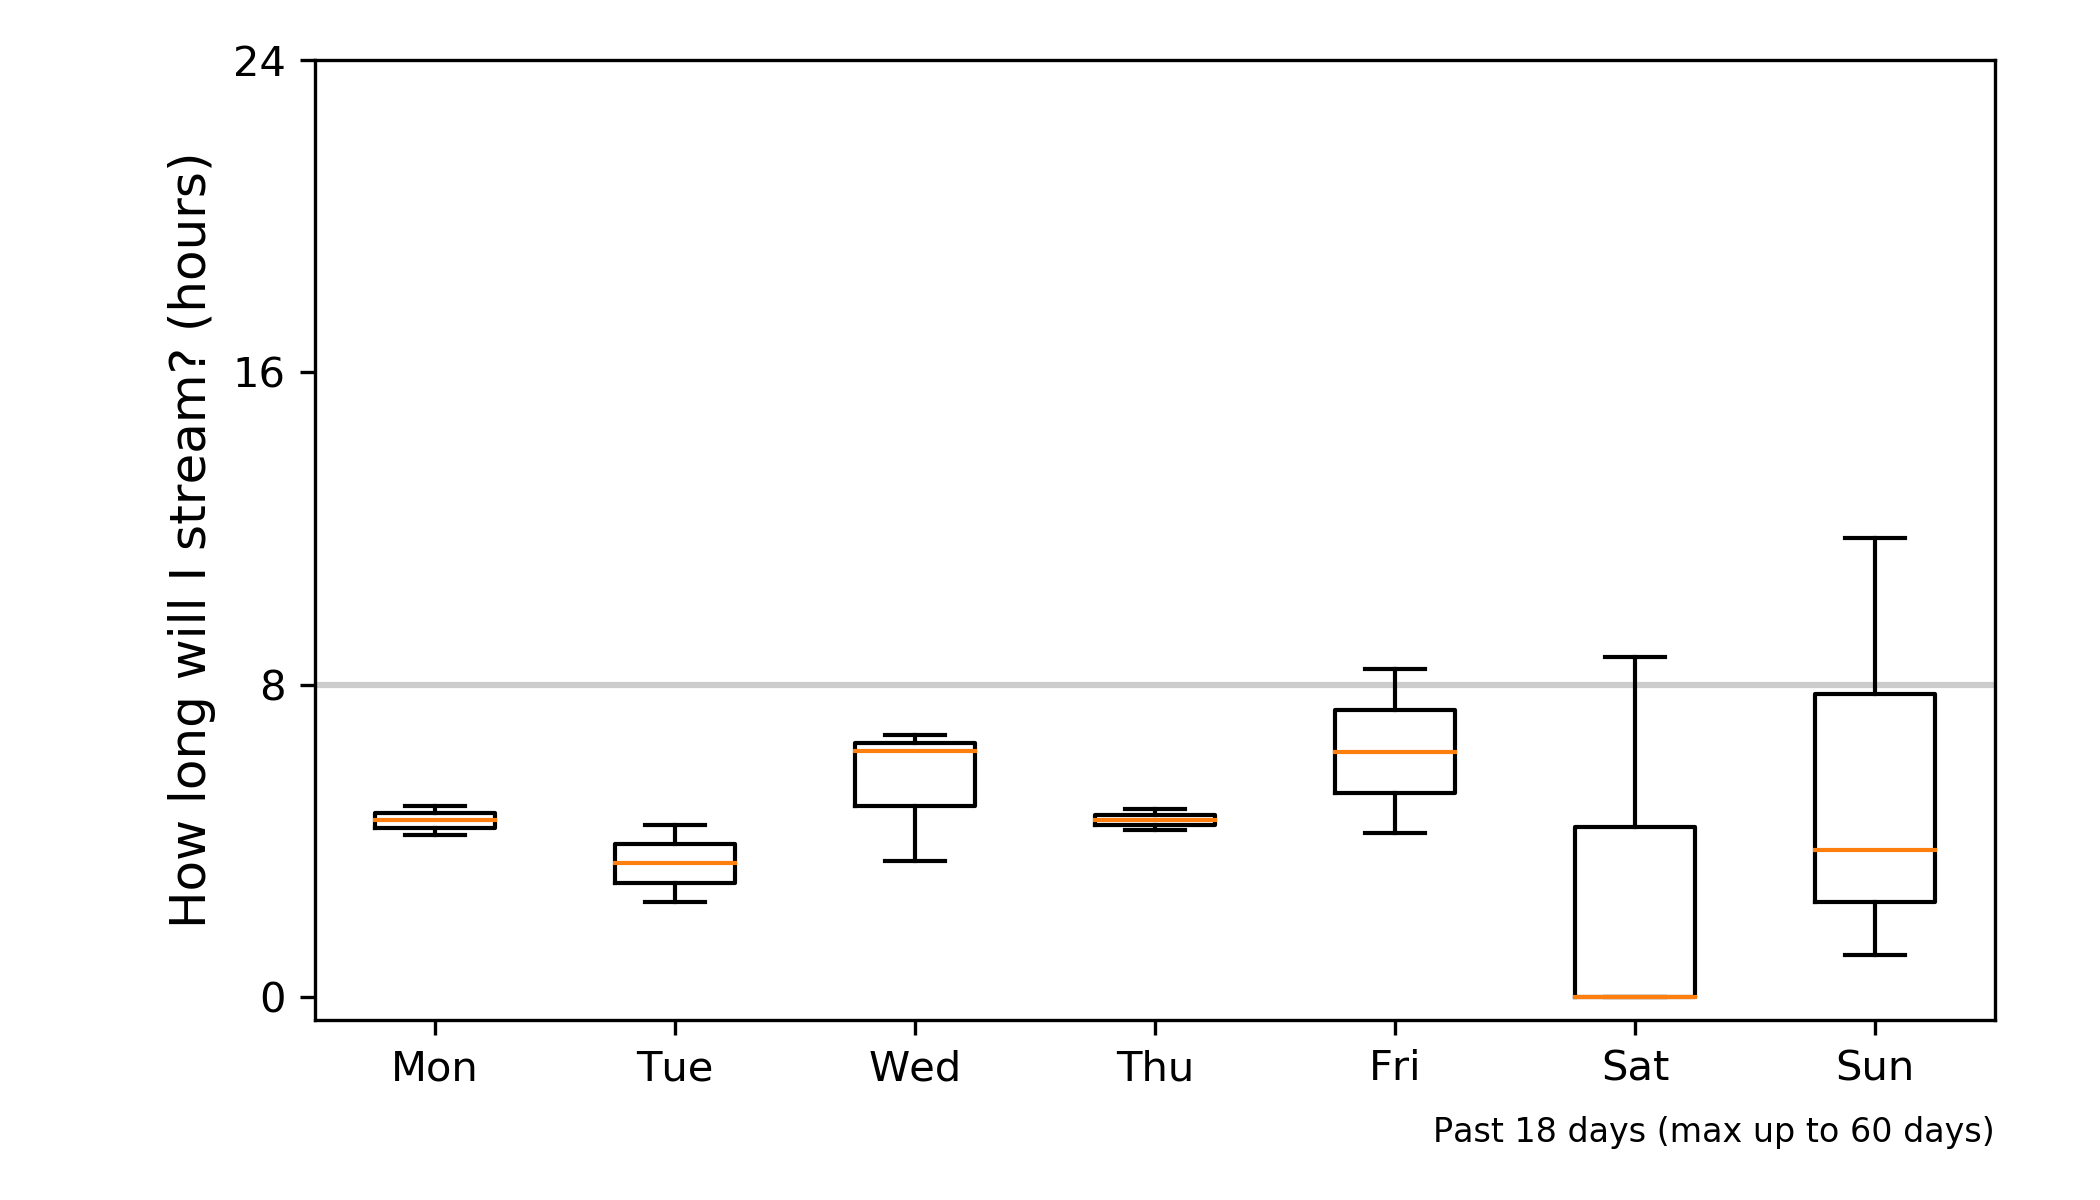 How long will I stream? (hours)
24
16
8
0
Mon Tue Wed Thu Fri Sat Sun
Past 18 days (max up to 60 days)